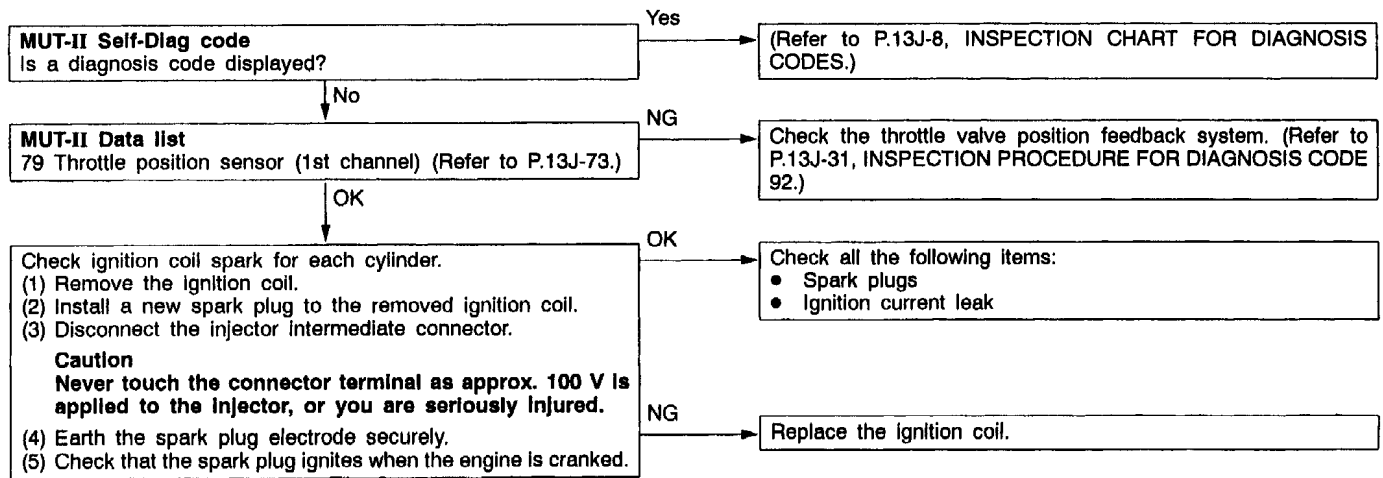 Yes
MUT-II Self-Diag code
Is a diagnosis code displayed?
(Refer to P.13J-8, INSPECTION CHART FOR DIAGNOSIS
CODES.)
No
MUT-II Data list
79 Throttle position sensor (1st channel) (Refer to P.13J-73.)
NG
Check the throttle valve position feedback system. (Refer to
P.13J-31, INSPECTION PROCEDURE FOR DIAGNOSIS CODE
92.)
OK
Check ignition coil spark for each cylinder.
(1) Remove the ignition coil.
(2) Install a new spark plug to the removed ignition coil.
(3) Disconnect the injector intermediate connector.
Caution
Never touch the connector terminal as approx. 100 V is
applied to the injector, or you are seriously injured.
(4) Earth the spark plug electrode securely.
(5) Check that the spark plug ignites when the engine is cranked.
OK
Check all the following items:
● Spark plugs
● Ignition current leak
NG
Replace the ignition coil.